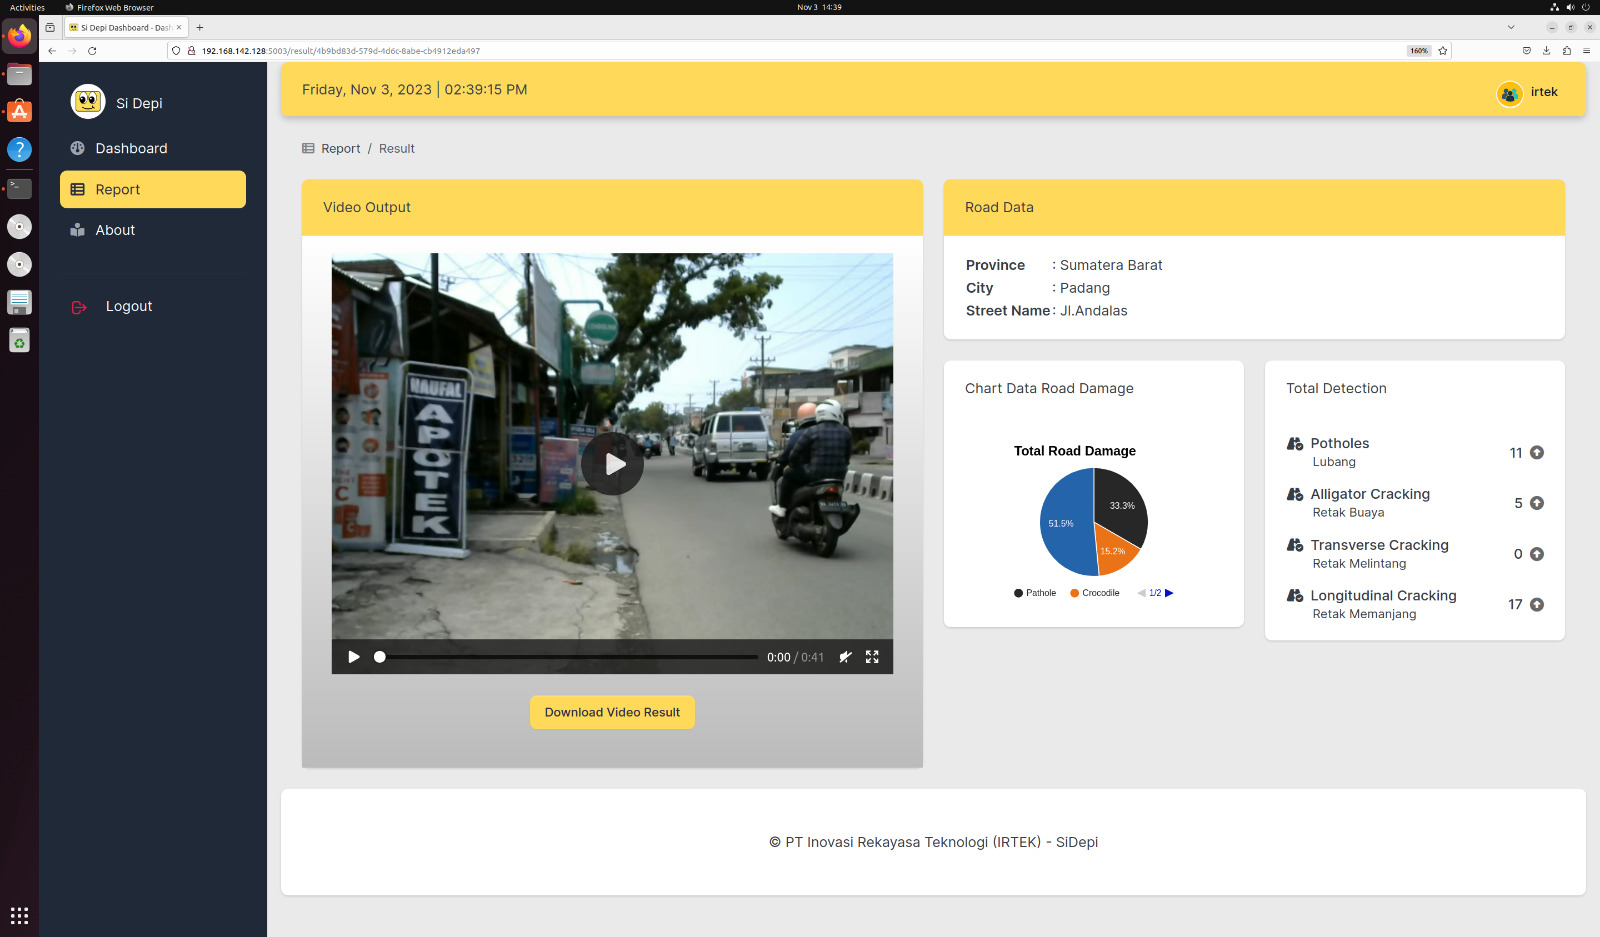 Activities
Firefox Web Browser
Nov 3 14:39
Si Depi Dashboard - Dash
192.168.142.128:5003/result/4b9bd83d-579d-4d6c-8abe-cb4912eda497
160%
Si Depi
Dashboard
Report
About
Logout
Friday, Nov 3, 2023 | 02:39:15 PM
irtek
Report / Result
Video Output
NAUFAL
APOTEK
0:00 / 0:41
Download Video Result
Road Data
Province : Sumatera Barat
City : Padang
Street Name : Jl.Andalas
Chart Data Road Damage
Total Road Damage
33.3%
51.5%
15.2%
Pathole
Crocodile
1/2
Total Detection
Potholes
Lubang
11
Alligator Cracking
Retak Buaya
5
Transverse Cracking
Retak Melintang
0
Longitudinal Cracking
Retak Memanjang
17
© PT Inovasi Rekayasa Teknologi (IRTEK) - SiDepi